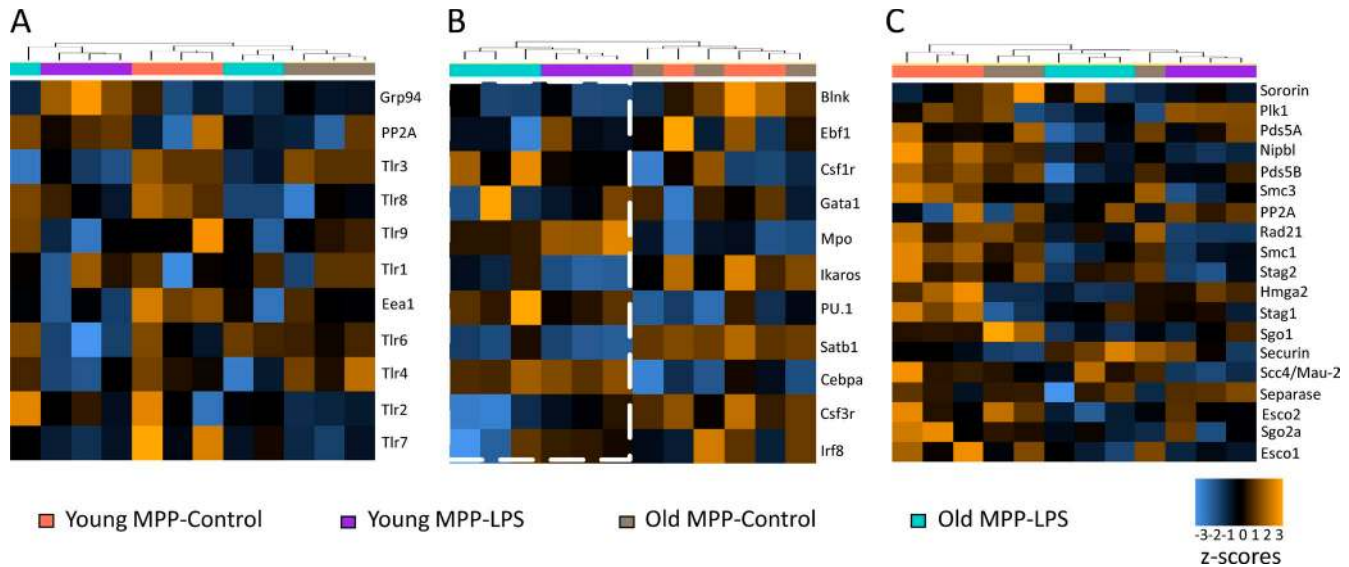 A
B
C
Grp94
PP2A
Tlr3
Tlr8
Tlr9
Tlr1
Eea1
Tlr6
Tlr4
Tlr2
Tlr7
Blnk
Ebf1
Csf1r
Gata1
Mpo
Ikaros
PU.1
Satb1
Cebpa
Csf3r
Irf8
Sororin
Plk1
Pds5A
Nipbl
Pds5B
Smc3
PP2A
Rad21
Smc1
Stag2
Hmga2
Stag1
Sgo1
Securin
Scc4/Mau-2
Separase
Esco2
Sgo2a
Esco1
Young MPP-Control
Young MPP-LPS
Old MPP-Control
Old MPP-LPS
-3-2-1 0 1 2 3
z-scores